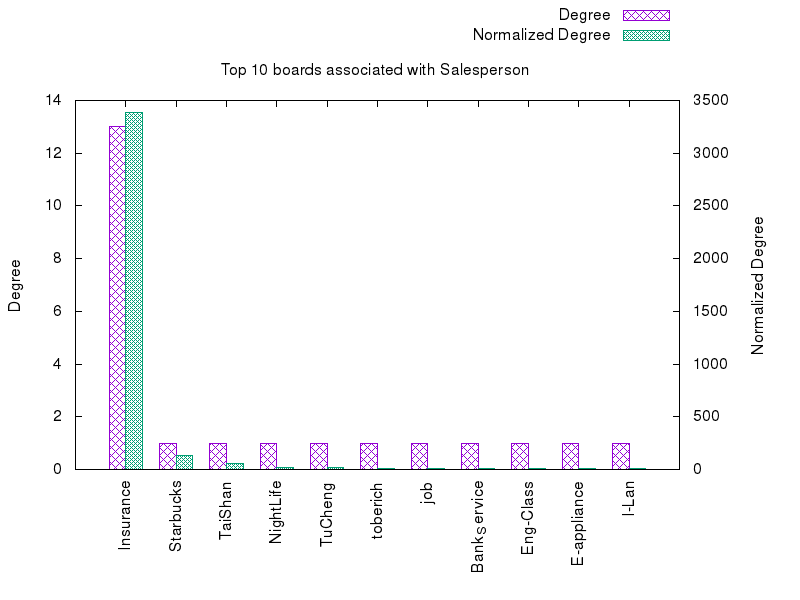 Degree
Normalized Degree
Top 10 boards associated with Salesperson
14
12
10
8
6
4
2
0
3500
3000
2500
2000
1500
1000
500
0
Degree
Normalized Degree
Insurance
Starbucks
TaiShan
NightLife
TuCheng
toberich
job
BankService
Eng-Class
E-appliance
I-Lan